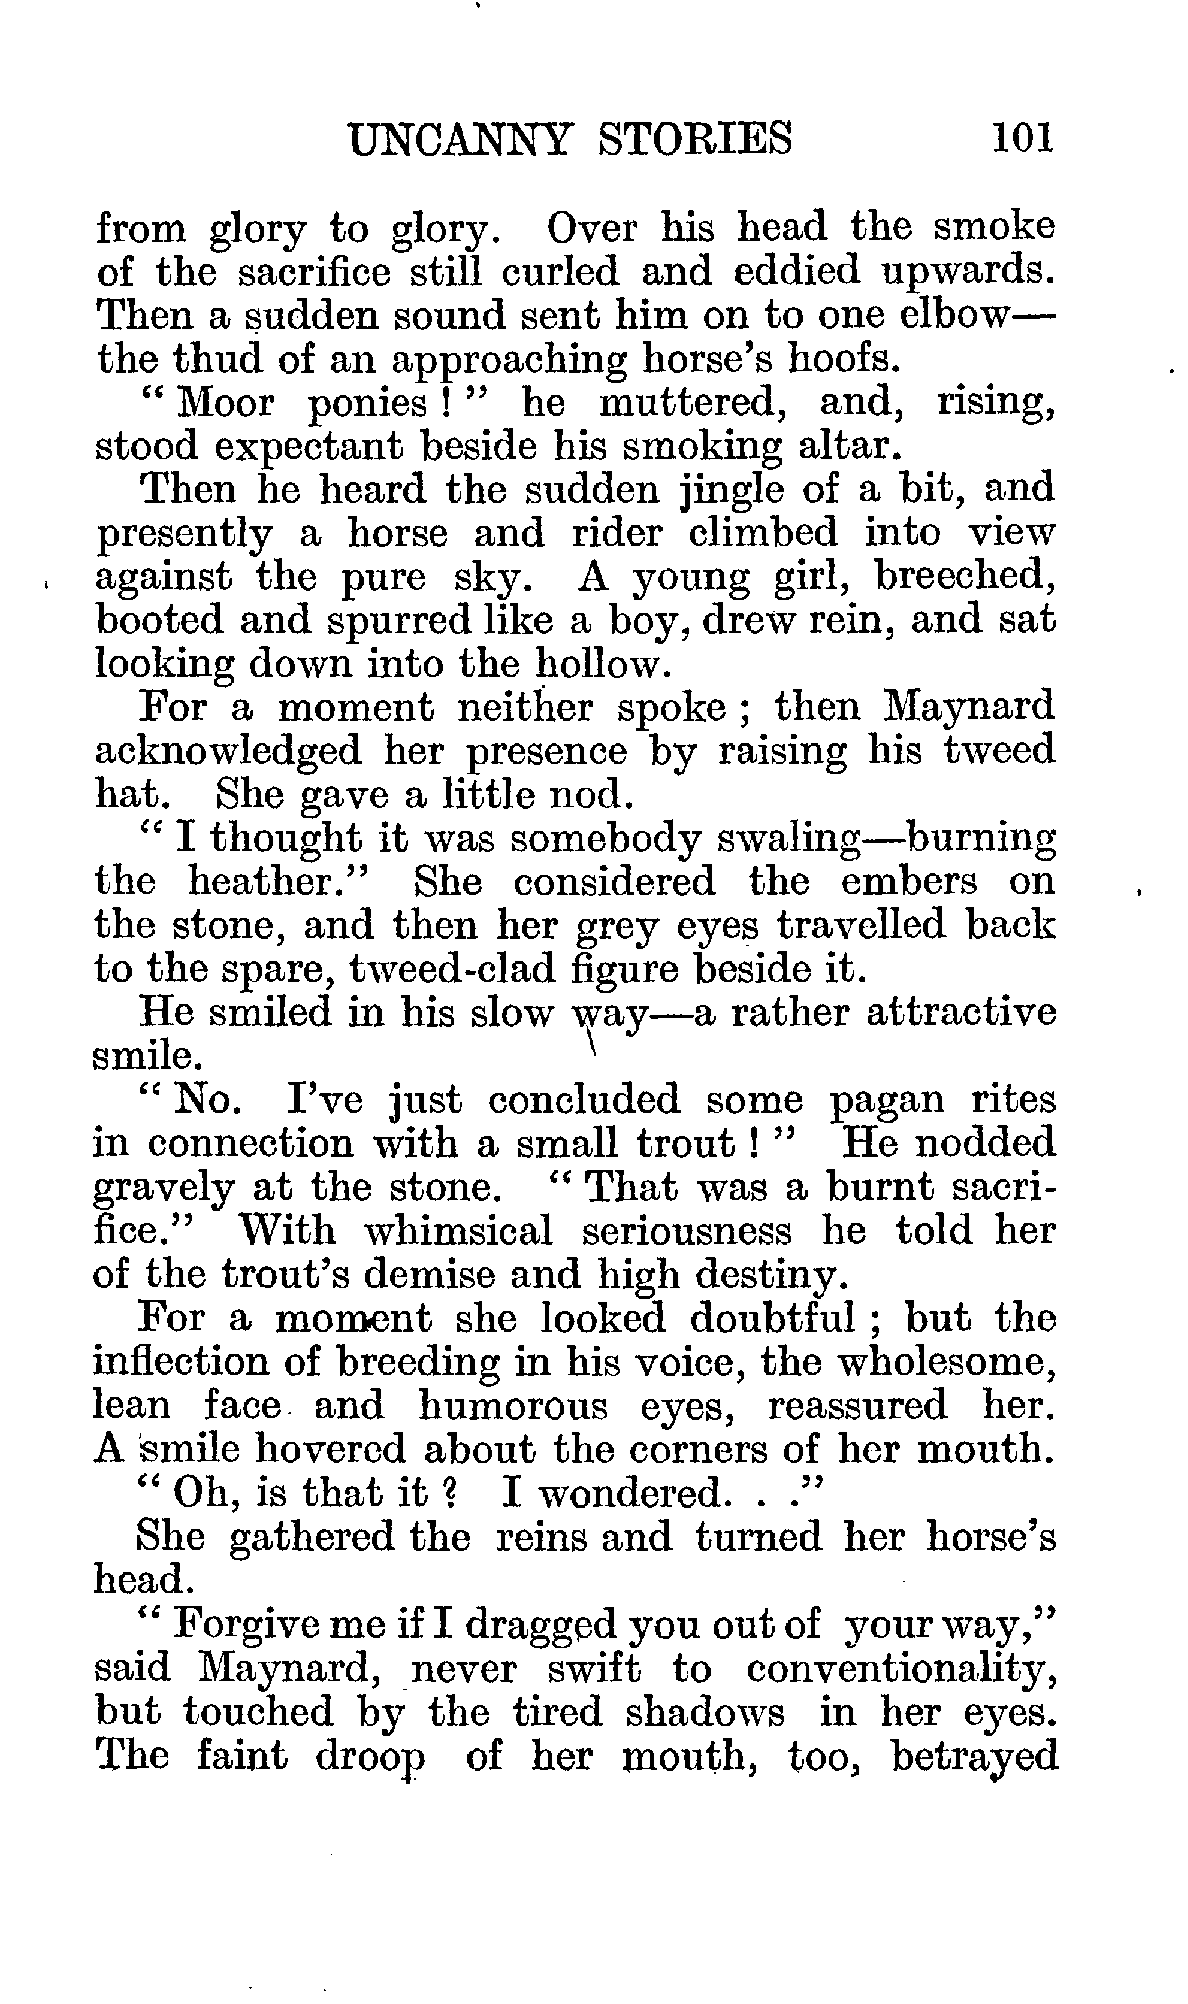 UNCANNY STORIES 101
from glory to glory. Over his head the smoke
of the sacrifice still curled and eddied upwards.
Then a sudden sound sent him on to one elbow—
the thud of an approaching horse's hoofs.
“ Moor ponies ! ” he muttered, and, rising,
stood expectant beside his smoking altar.
Then he heard the sudden jingle of a bit, and
presently a horse and rider climbed into view
against the pure sky. A young girl, breeched,
booted and spurred like a boy, drew rein, and sat
looking down into the hollow.
For a moment neither spoke ; then Maynard
acknowledged her presence by raising his tweed
hat. She gave a little nod.
“ I thought it was somebody swaling—burning
the heather.” She considered the embers on
the stone, and then her grey eyes travelled back
to the spare, tweed-clad figure beside it.
He smiled in his slow way—a rather attractive
smile.
“ No. I've just concluded some pagan rites
in connection with a small trout ! ” He nodded
gravely at the stone. “ That was a burnt sacri-
fice.” With whimsical seriousness he told her
of the trout's demise and high destiny.
For a moment she looked doubtful ; but the
inflection of breeding in his voice, the wholesome,
lean face and humorous eyes, reassured her.
A smile hovered about the corners of her mouth.
“ Oh, is that it ? I wondered. . .”
She gathered the reins and turned her horse's
head.
“ Forgive me if I dragged you out of your way,”
said Maynard, never swift to conventionality,
but touched by the tired shadows in her eyes.
The faint droop of her mouth, too, betrayed